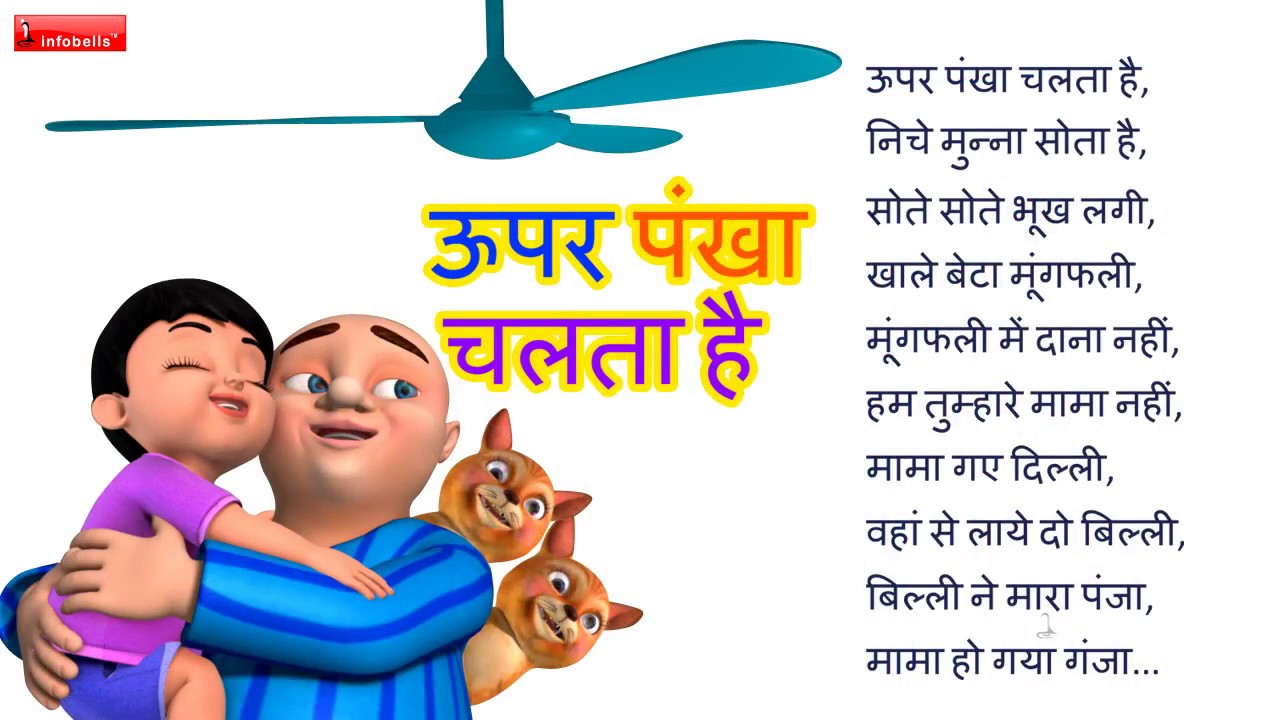 infobells™
ऊपर पंखा
चलता है
ऊपर पंखा चलता है,
निचे मुन्ना सोता है,
सोते सोते भूख लगी,
खाले बेटा मूंगफली,
मूंगफली में दाना नहीं,
हम तुम्हारे मामा नहीं,
मामा गए दिल्ली,
वहां से लाये दो बिल्ली,
बिल्ली ने मारा पंजा,
मामा हो गया गंजा...